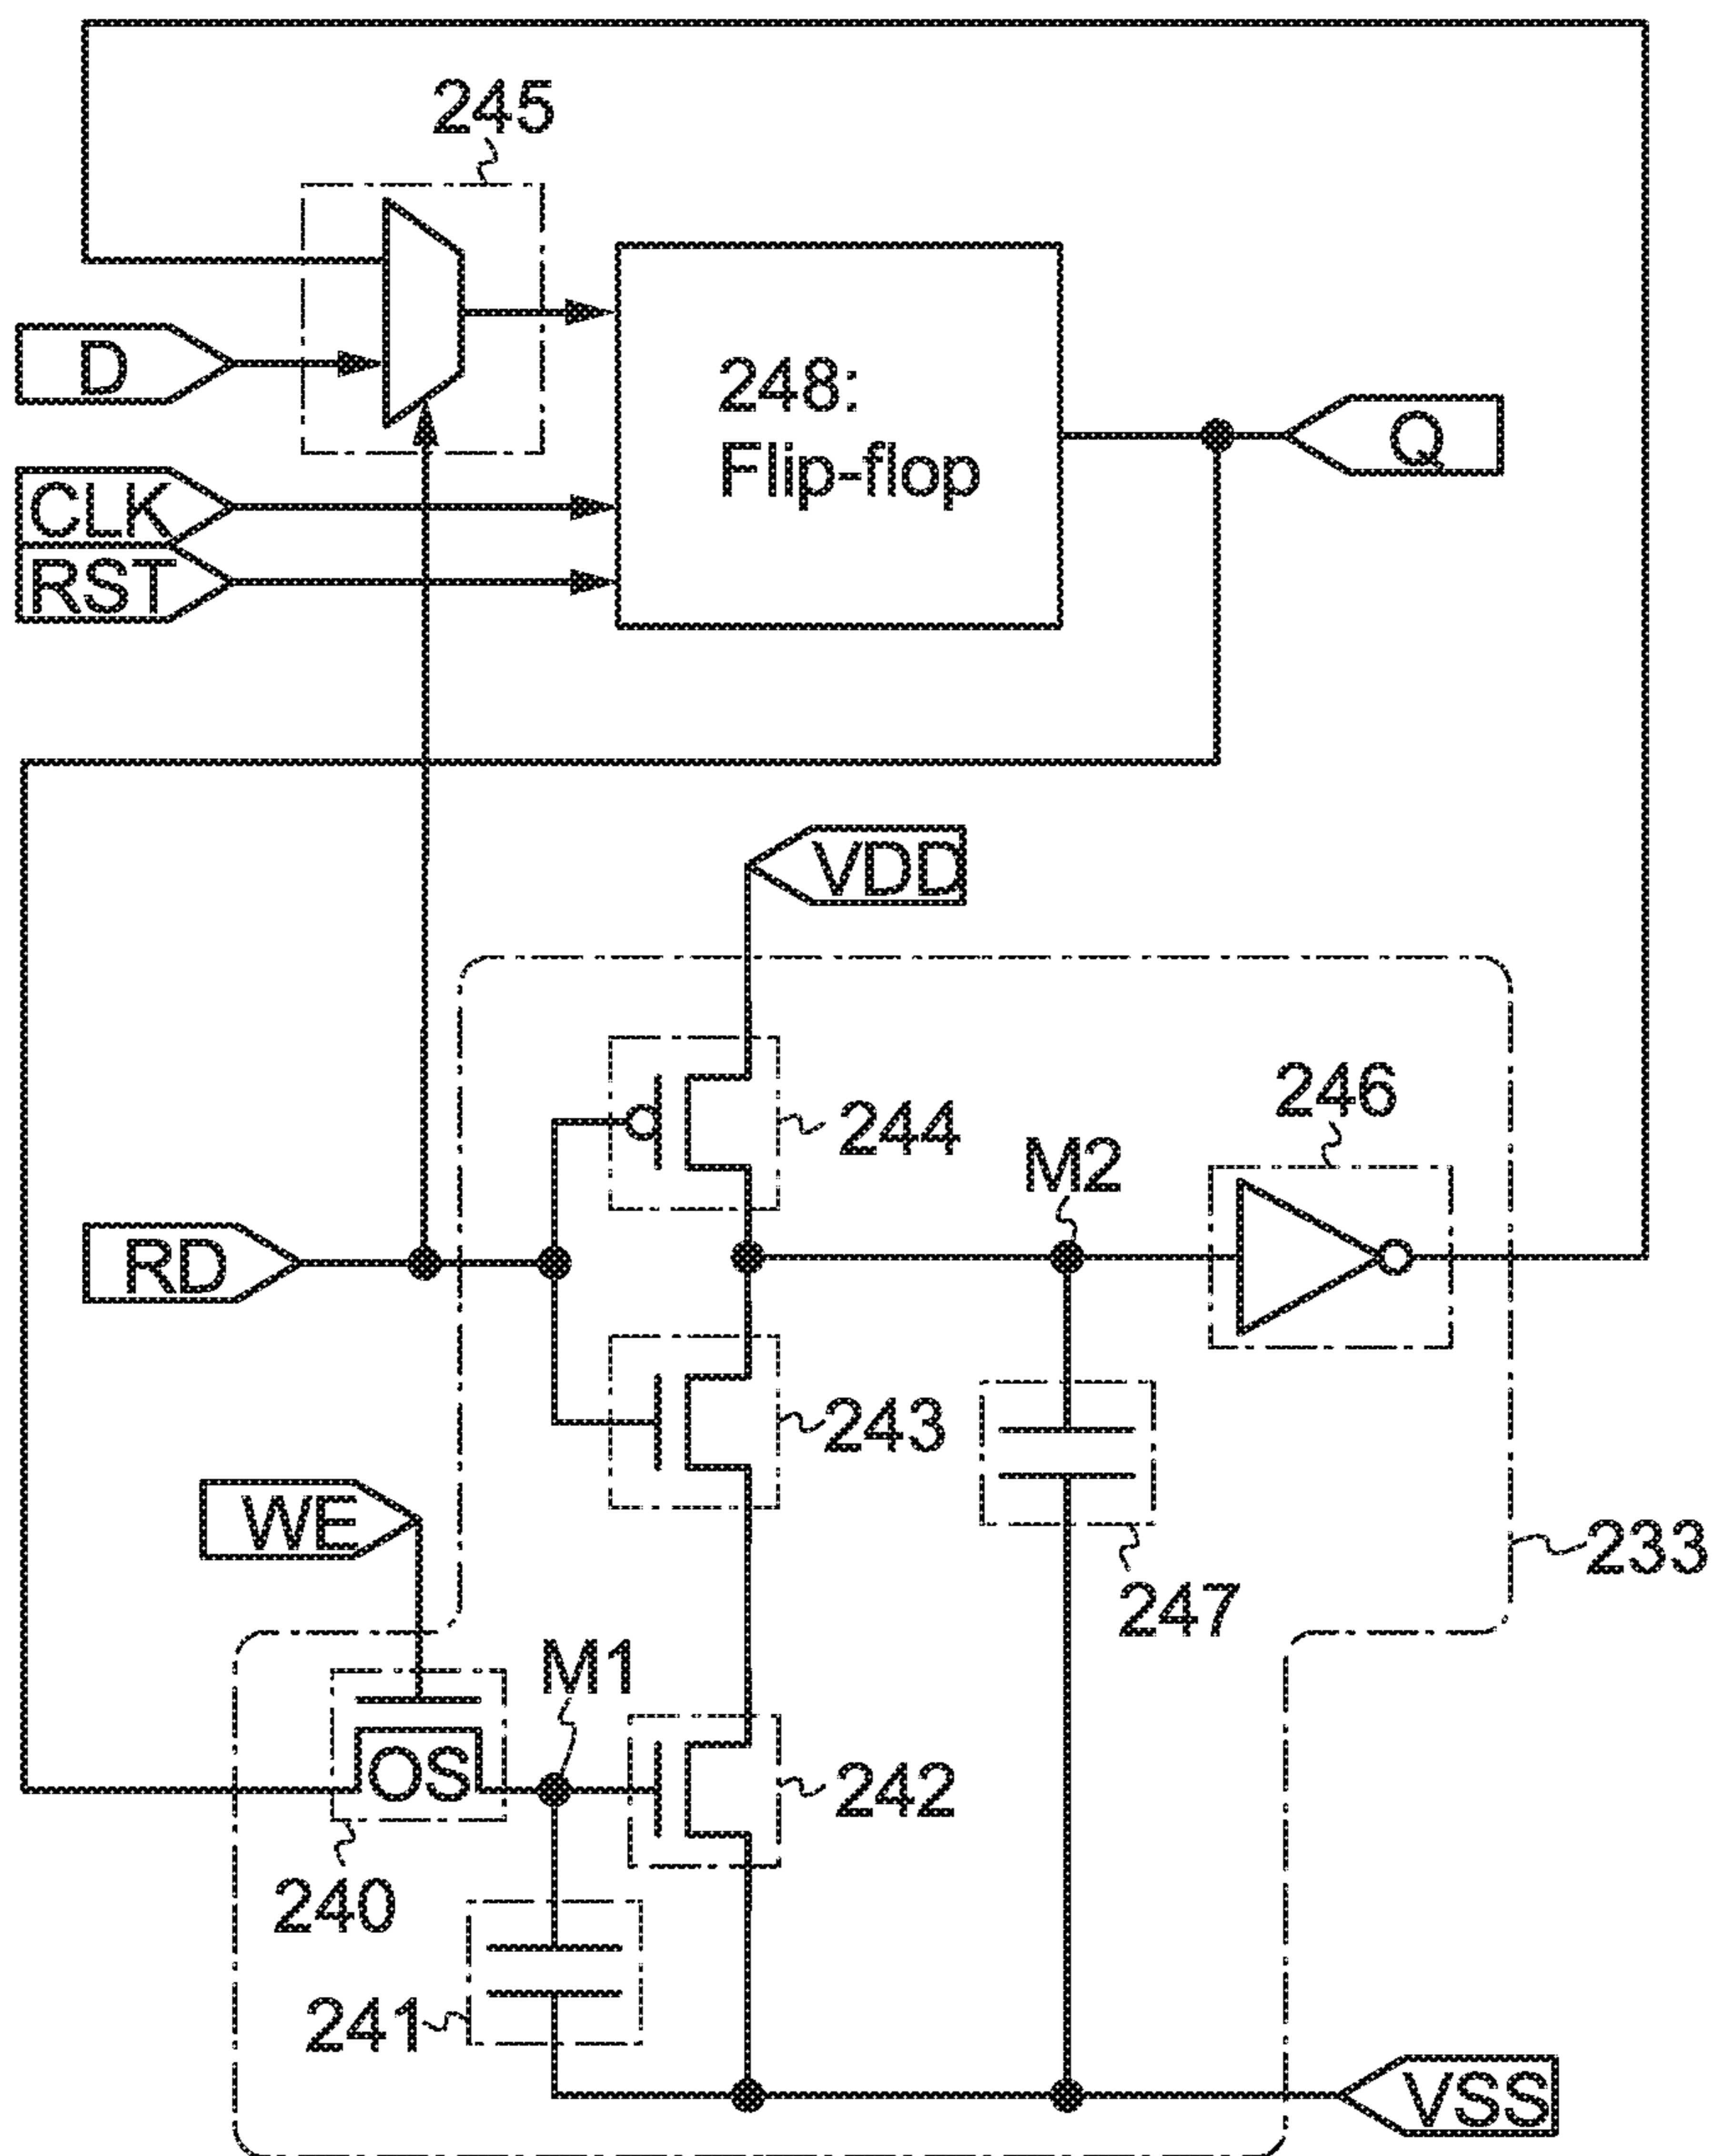 245
D
248:
Flip-flop
Q
CLK
RST
VDD
246
244
M2
RD
243
WE
233
247
M1
OS
242
240
241
VSS